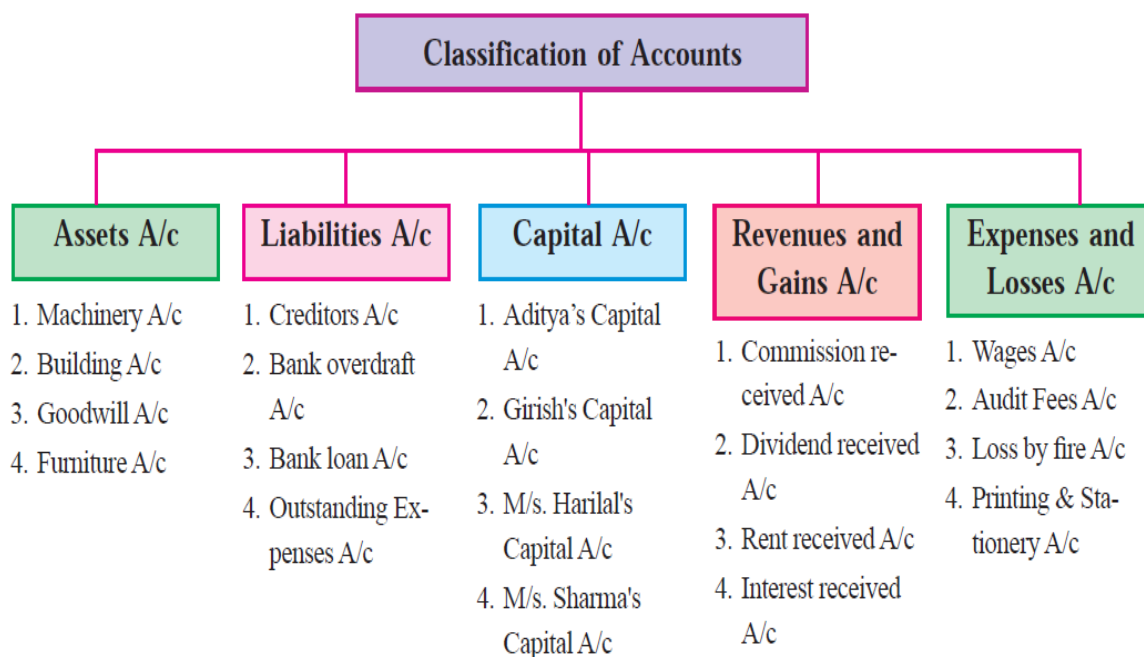 Classification of Accounts
Assets A/c
1. Machinery A/c
2. Building A/c
3. Goodwill A/c
4. Furniture A/c
Liabilities A/c
1. Creditors A/c
2. Bank overdraft
A/c
3. Bank loan A/c
4. Outstanding Ex-
penses A/c
Capital A/c
1. Aditya’s Capital
A/c
2. Girish's Capital
A/c
3. M/s. Harilal's
Capital A/c
4. M/s. Sharma's
Capital A/c
Revenues and
Gains A/c
1. Commission re-
ceived A/c
2. Dividend received
A/c
3. Rent received A/c
4. Interest received
A/c
Expenses and
Losses A/c
1. Wages A/c
2. Audit Fees A/c
3. Loss by fire A/c
4. Printing & Sta-
tionery A/c